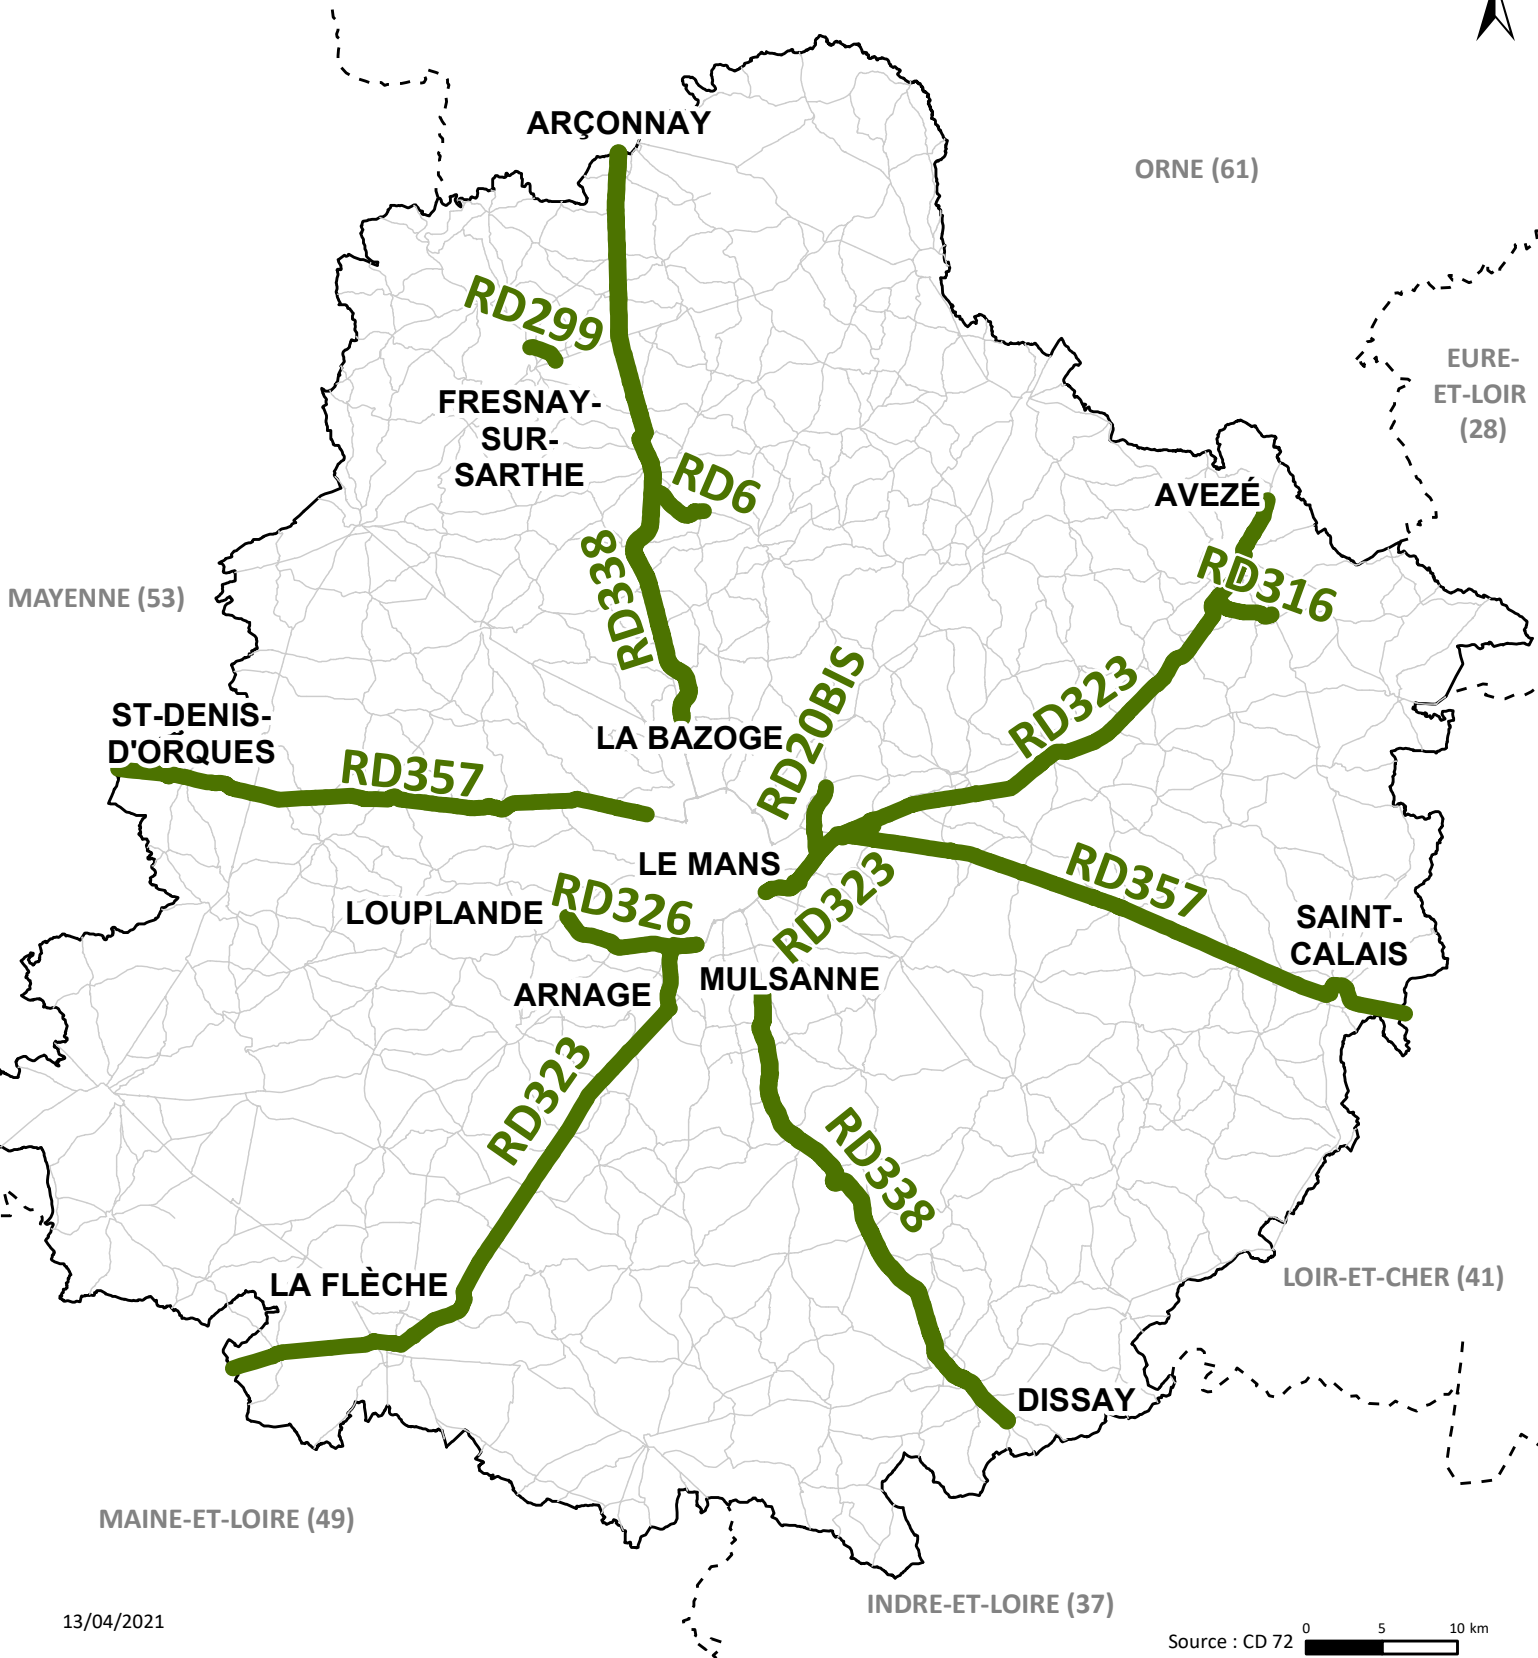 ARÇONNAY
ORNE (61)
RD299
EURE-
ET-LOIR
(28)
FRESNAY-
SUR-
SARTHE
RD6
AVEZÉ
RD338
RD316
MAYENNE (53)
RD20BIS
RD323
ST-DENIS-
D'ORQUES
LA BAZOGE
RD357
LE MANS
RD323
RD357
LOUPLANDE
RD326
SAINT-
CALAIS
ARNAGE
MULSANNE
RD323
RD338
LA FLÈCHE
LOIR-ET-CHER (41)
DISSAY
MAINE-ET-LOIRE (49)
INDRE-ET-LOIRE (37)
13/04/2021
Source : CD 72
0 5 10 km